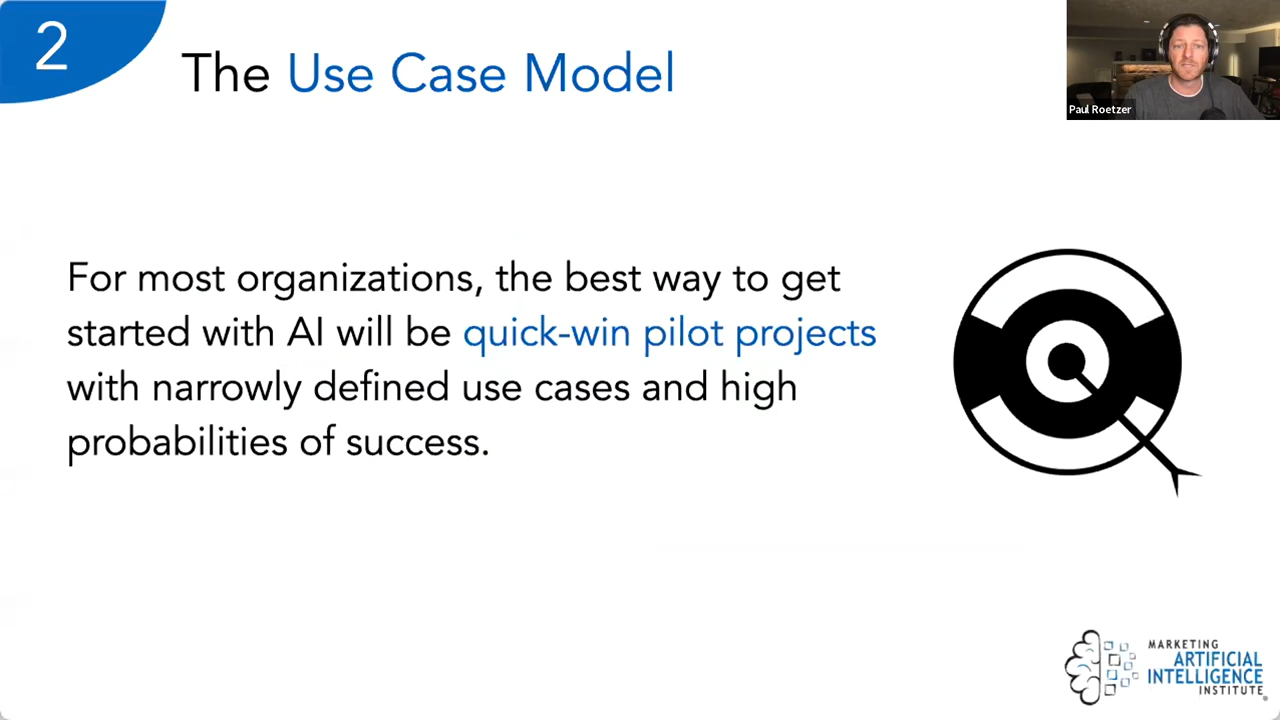 2
The Use Case Model
Paul Roetzer
For most organizations, the best way to get
started with AI will be quick-win pilot projects
with narrowly defined use cases and high
probabilities of success.
MARKETING
ARTIFICIAL
INTELLIGENCE
INSTITUTE®